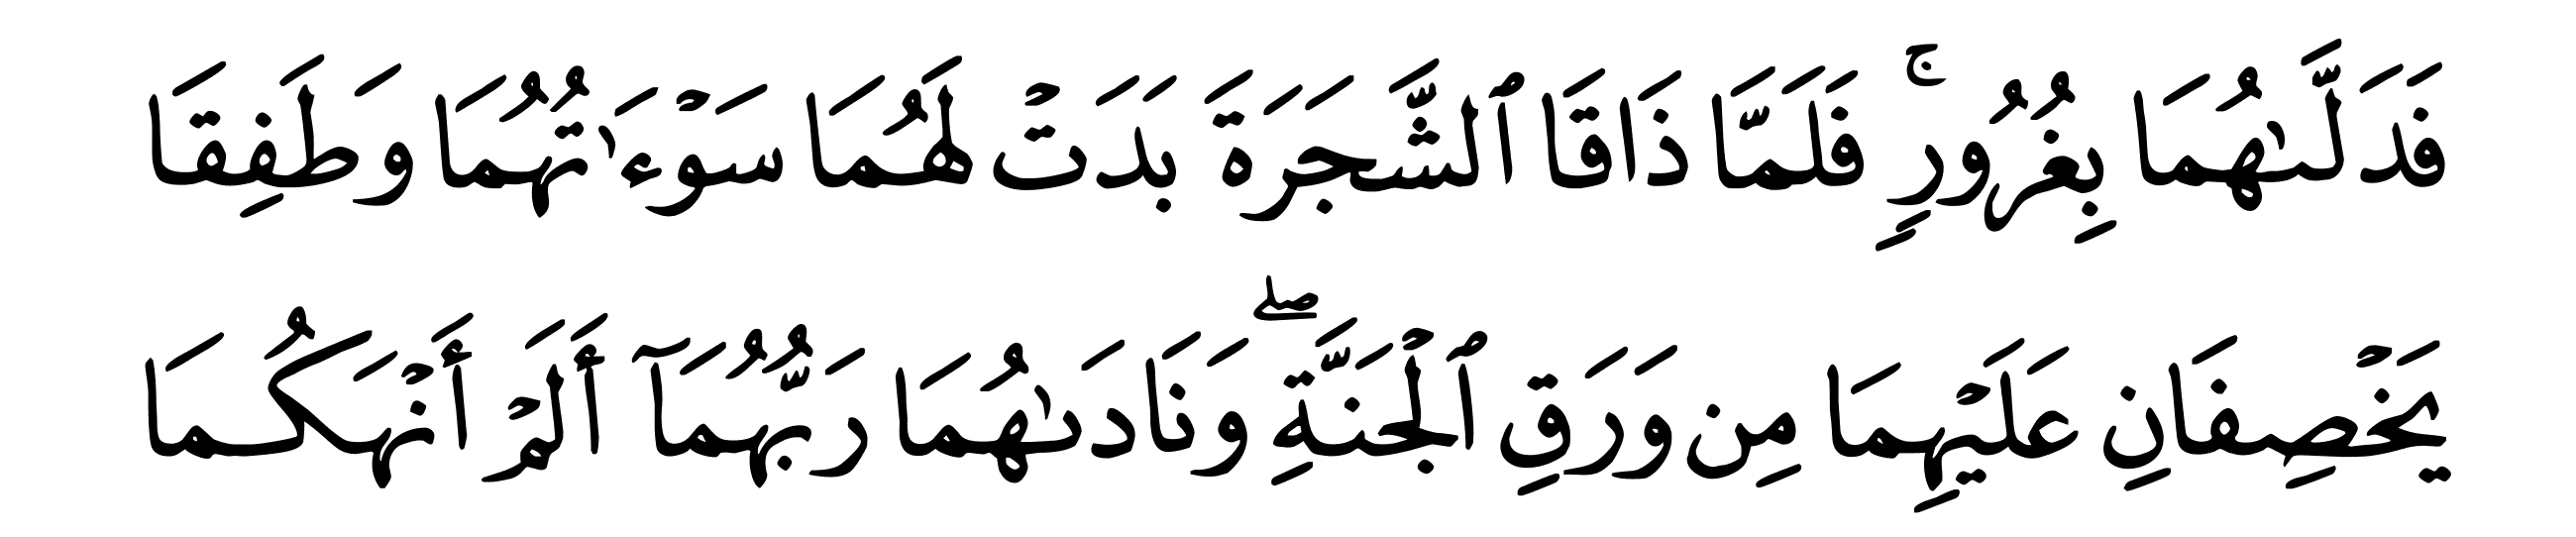 فَدَلَّىٰهُمَا بِغُرُورٍۚ فَلَمَّا ذَاقَا ٱلشَّجَرَةَ بَدَتۡ لَهُمَا سَوۡءَٰتُهُمَا وَطَفِقَا
يَخۡصِفَانِ عَلَيۡهِمَا مِن وَرَقِ ٱلۡجَنَّةِۖ وَنَادَىٰهُمَا رَبُّهُمَآ أَلَمۡ أَنۡهَكُمَا